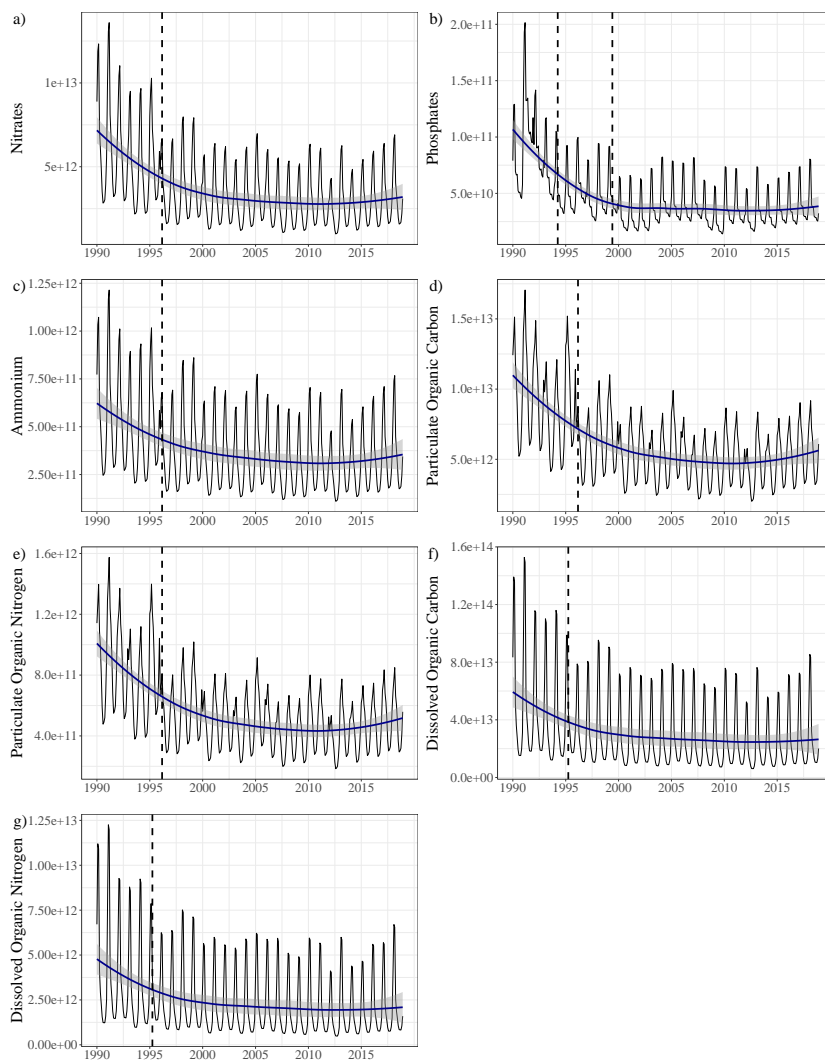 a)
Nitrates
1e+13
5e+12
1990 1995 2000 2005 2010 2015
b)
Phosphates
2.0e+11
1.5e+11
1.0e+11
5.0e+10
1990 1995 2000 2005 2010 2015
c)
Ammonium
1.25e+12
1.00e+12
7.50e+11
5.00e+11
2.50e+11
1990 1995 2000 2005 2010 2015
d)
Particulate Organic Carbon
1.5e+13
1.0e+13
5.0e+12
1990 1995 2000 2005 2010 2015
e)
Particulate Organic Nitrogen
1.6e+12
1.2e+12
8.0e+11
4.0e+11
1990 1995 2000 2005 2010 2015
f)
Dissolved Organic Carbon
1.6e+14
1.2e+14
8.0e+13
4.0e+13
0.0e+00
1990 1995 2000 2005 2010 2015
g)
Dissolved Organic Nitrogen
1.25e+13
1.00e+13
7.50e+12
5.00e+12
2.50e+12
0.00e+00
1990 1995 2000 2005 2010 2015